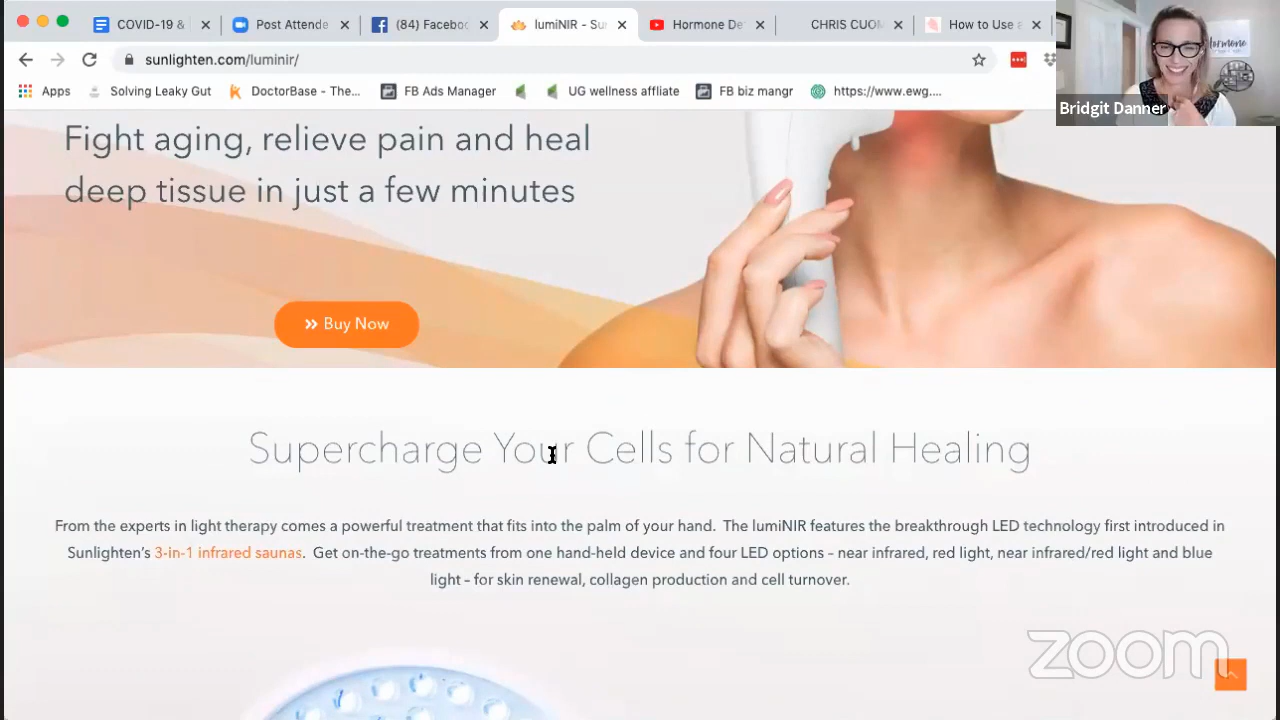 COVID-19 &
Post Attende
(84) Faceboo
lumiNIR - Su
Hormone De
CHRIS CUO
How to Use
sunlighten.com/luminir/
Apps
Solving Leaky Gut
DoctorBase - The...
FB Ads Manager
UG wellness affliate
FB biz mangr
https://www.ewg....
Hormone
Bridgit Danner
Fight aging, relieve pain and heal
deep tissue in just a few minutes
Buy Now
Supercharge Your Cells for Natural Healing
From the experts in light therapy comes a powerful treatment that fits into the palm of your hand. The lumiNIR features the breakthrough LED technology first introduced in
Sunlighten's 3-in-1 infrared saunas. Get on-the-go treatments from one hand-held device and four LED options – near infrared, red light, near infrared/red light and blue
light – for skin renewal, collagen production and cell turnover.
zoom